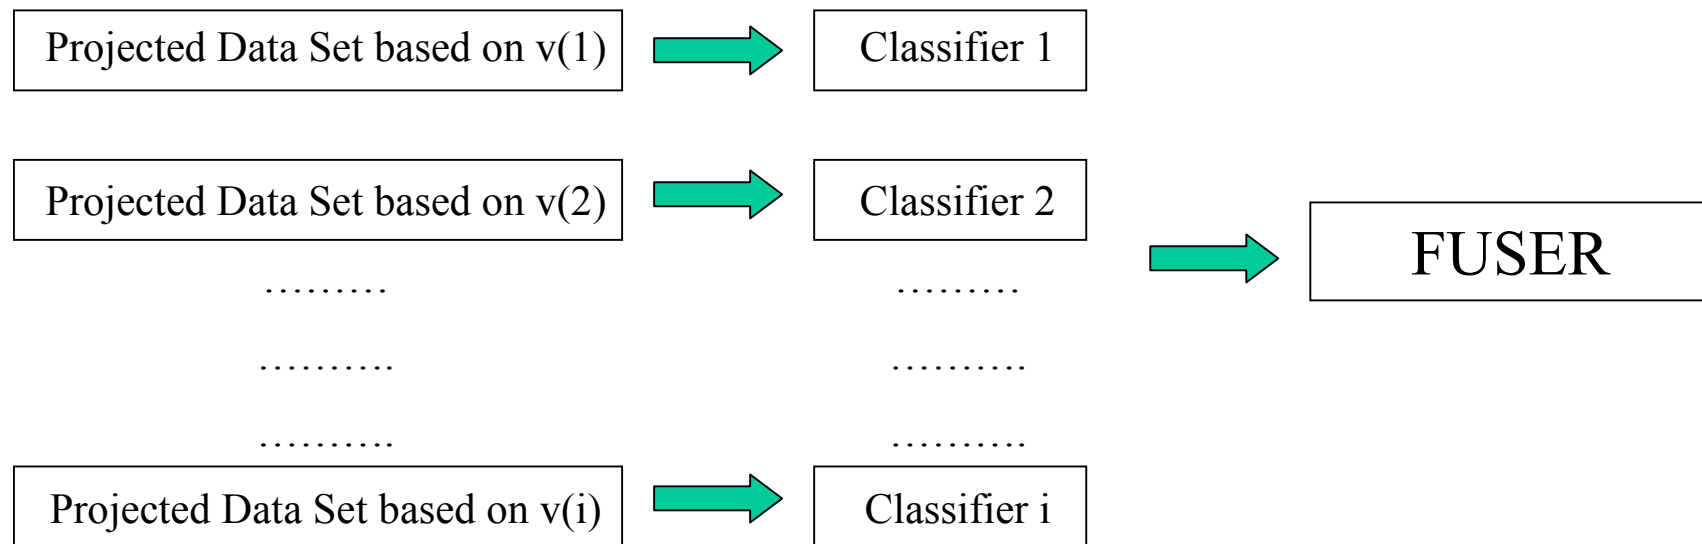 Projected Data Set based on v(1)
Classifier 1
Projected Data Set based on v(2)
Classifier 2
FUSER
………
………
……….
……….
……….
……….
Projected Data Set based on v(i)
Classifier i